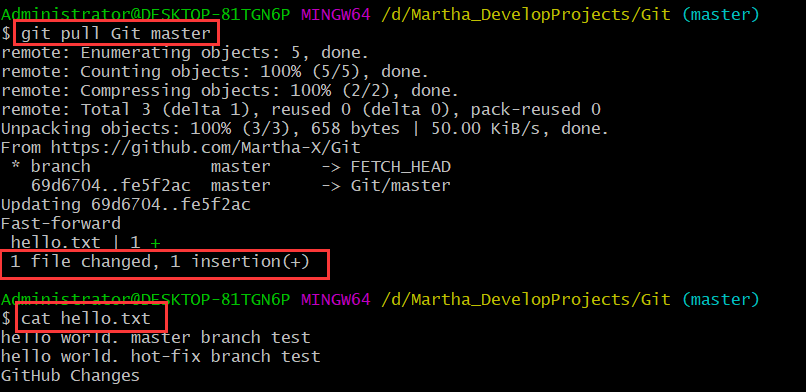 Administrator@DESKTOP-81TGN6P MINGW64 /d/Martha_DevelopProjects/Git (master)
$ git pull Git master
remote: Enumerating objects: 5, done.
remote: Counting objects: 100% (5/5), done.
remote: Compressing objects: 100% (2/2), done.
remote: Total 3 (delta 1), reused 0 (delta 0), pack-reused 0
Unpacking objects: 100% (3/3), 658 bytes | 50.00 KiB/s, done.
From https://github.com/Martha-X/Git
 * branch            master     -> FETCH_HEAD
   69d6704..fe5f2ac  master     -> Git/master
Updating 69d6704..fe5f2ac
Fast-forward
 hello.txt | 1 +
 1 file changed, 1 insertion(+)
Administrator@DESKTOP-81TGN6P MINGW64 /d/Martha_DevelopProjects/Git (master)
$ cat hello.txt
hello world. master branch test
hello world. hot-fix branch test
GitHub Changes